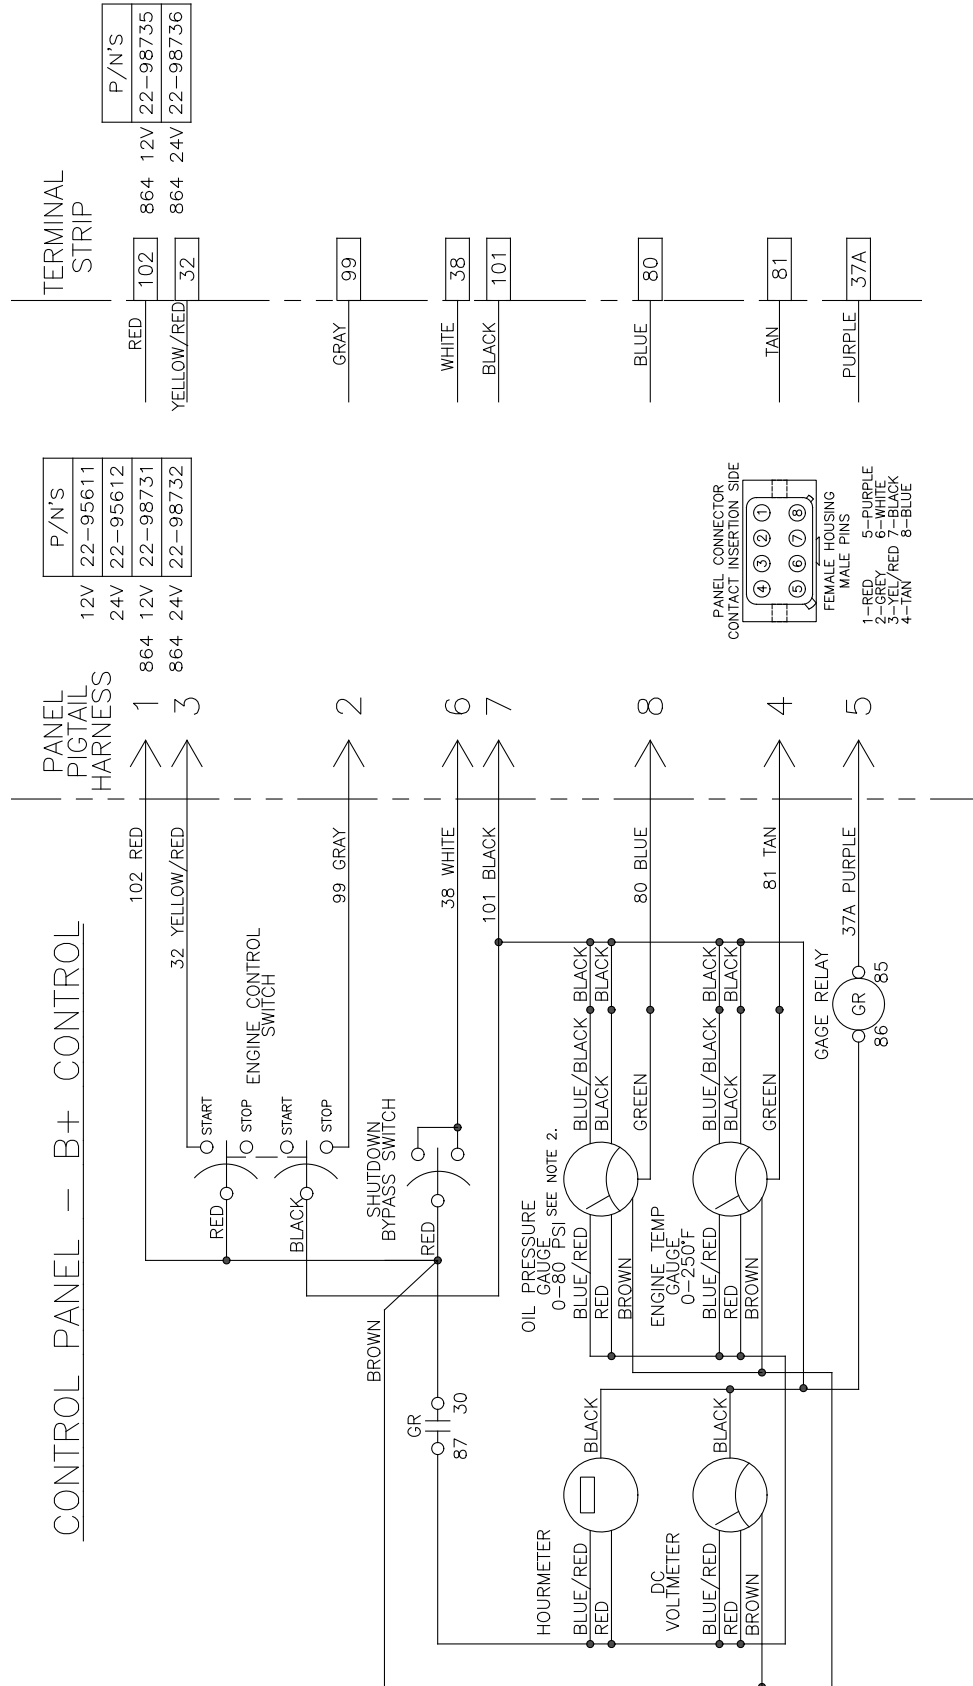 CONTROL PANEL - B+ CONTROL
PANEL
PIGTAIL
HARNESS
TERMINAL
STRIP
P/N'S
12V 22-95611
24V 22-95612
864 12V 22-98731
864 24V 22-98732
P/N'S
864 12V 22-98735
864 24V 22-98736
102 RED
1
RED
102
32 YELLOW/RED
3
YELLOW/RED
32
START
STOP
ENGINE CONTROL
SWITCH
START
STOP
RED
BLACK
99 GRAY
2
GRAY
99
SHUTDOWN
BYPASS SWITCH
RED
38 WHITE
6
WHITE
38
101 BLACK
7
BLACK
101
BROWN
GR
87
30
OIL PRESSURE
GAUGE
0-80 PSI SEE NOTE 2.
BLUE/RED
RED
BROWN
BLUE/BLACK
BLACK
BLACK
BLACK
GREEN
80 BLUE
8
BLUE
80
ENGINE TEMP
GAUGE
0-250°F
BLUE/RED
RED
BROWN
BLUE/BLACK
BLACK
BLACK
BLACK
GREEN
81 TAN
4
TAN
81
GAGE RELAY
86
GR
85
37A PURPLE
5
PURPLE
37A
HOURMETER
BLUE/RED
RED
BLACK
DC
VOLTMETER
BLUE/RED
RED
BROWN
BLACK
PANEL CONNECTOR
CONTACT INSERTION SIDE
4 3 2 1
5 6 7 8
FEMALE HOUSING
MALE PINS
1-RED 5-PURPLE
2-GREY 6-WHITE
3-YEL/RED 7-BLACK
4-TAN 8-BLUE